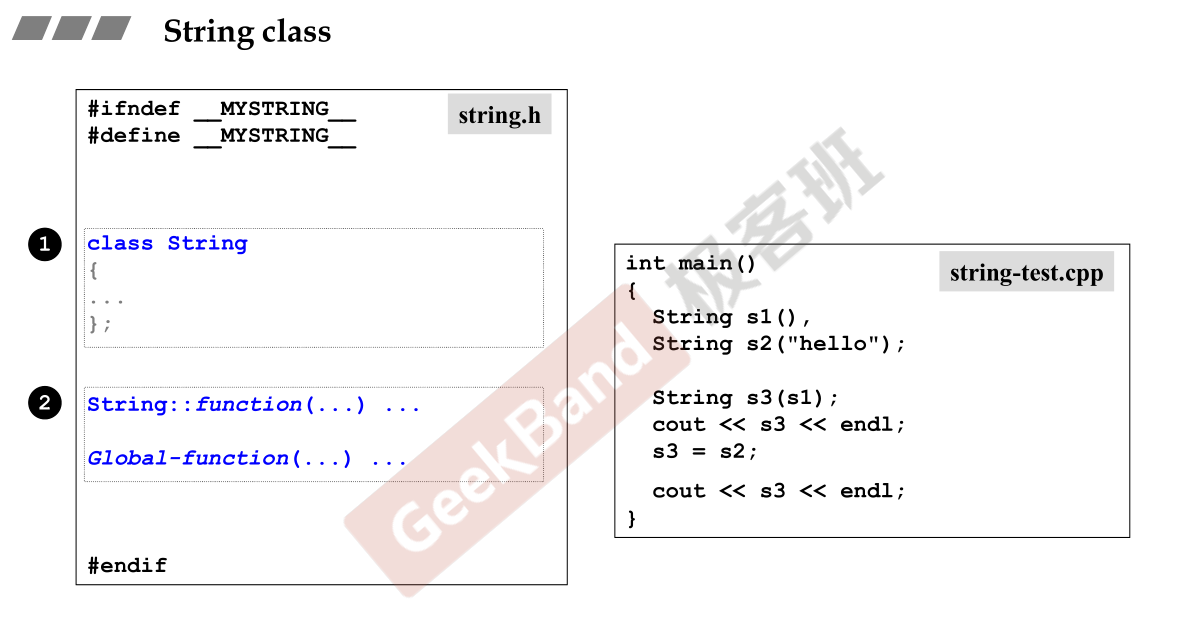 String class
string.h
#ifndef __MYSTRING__
#define __MYSTRING__
1
class String
{
...
};
2
String::function(...) ...
Global-function(...) ...
#endif
string-test.cpp
int main()
{
String s1(),
String s2("hello");
String s3(s1);
cout << s3 << endl;
s3 = s2;
cout << s3 << endl;
}
GeekBand 极客班